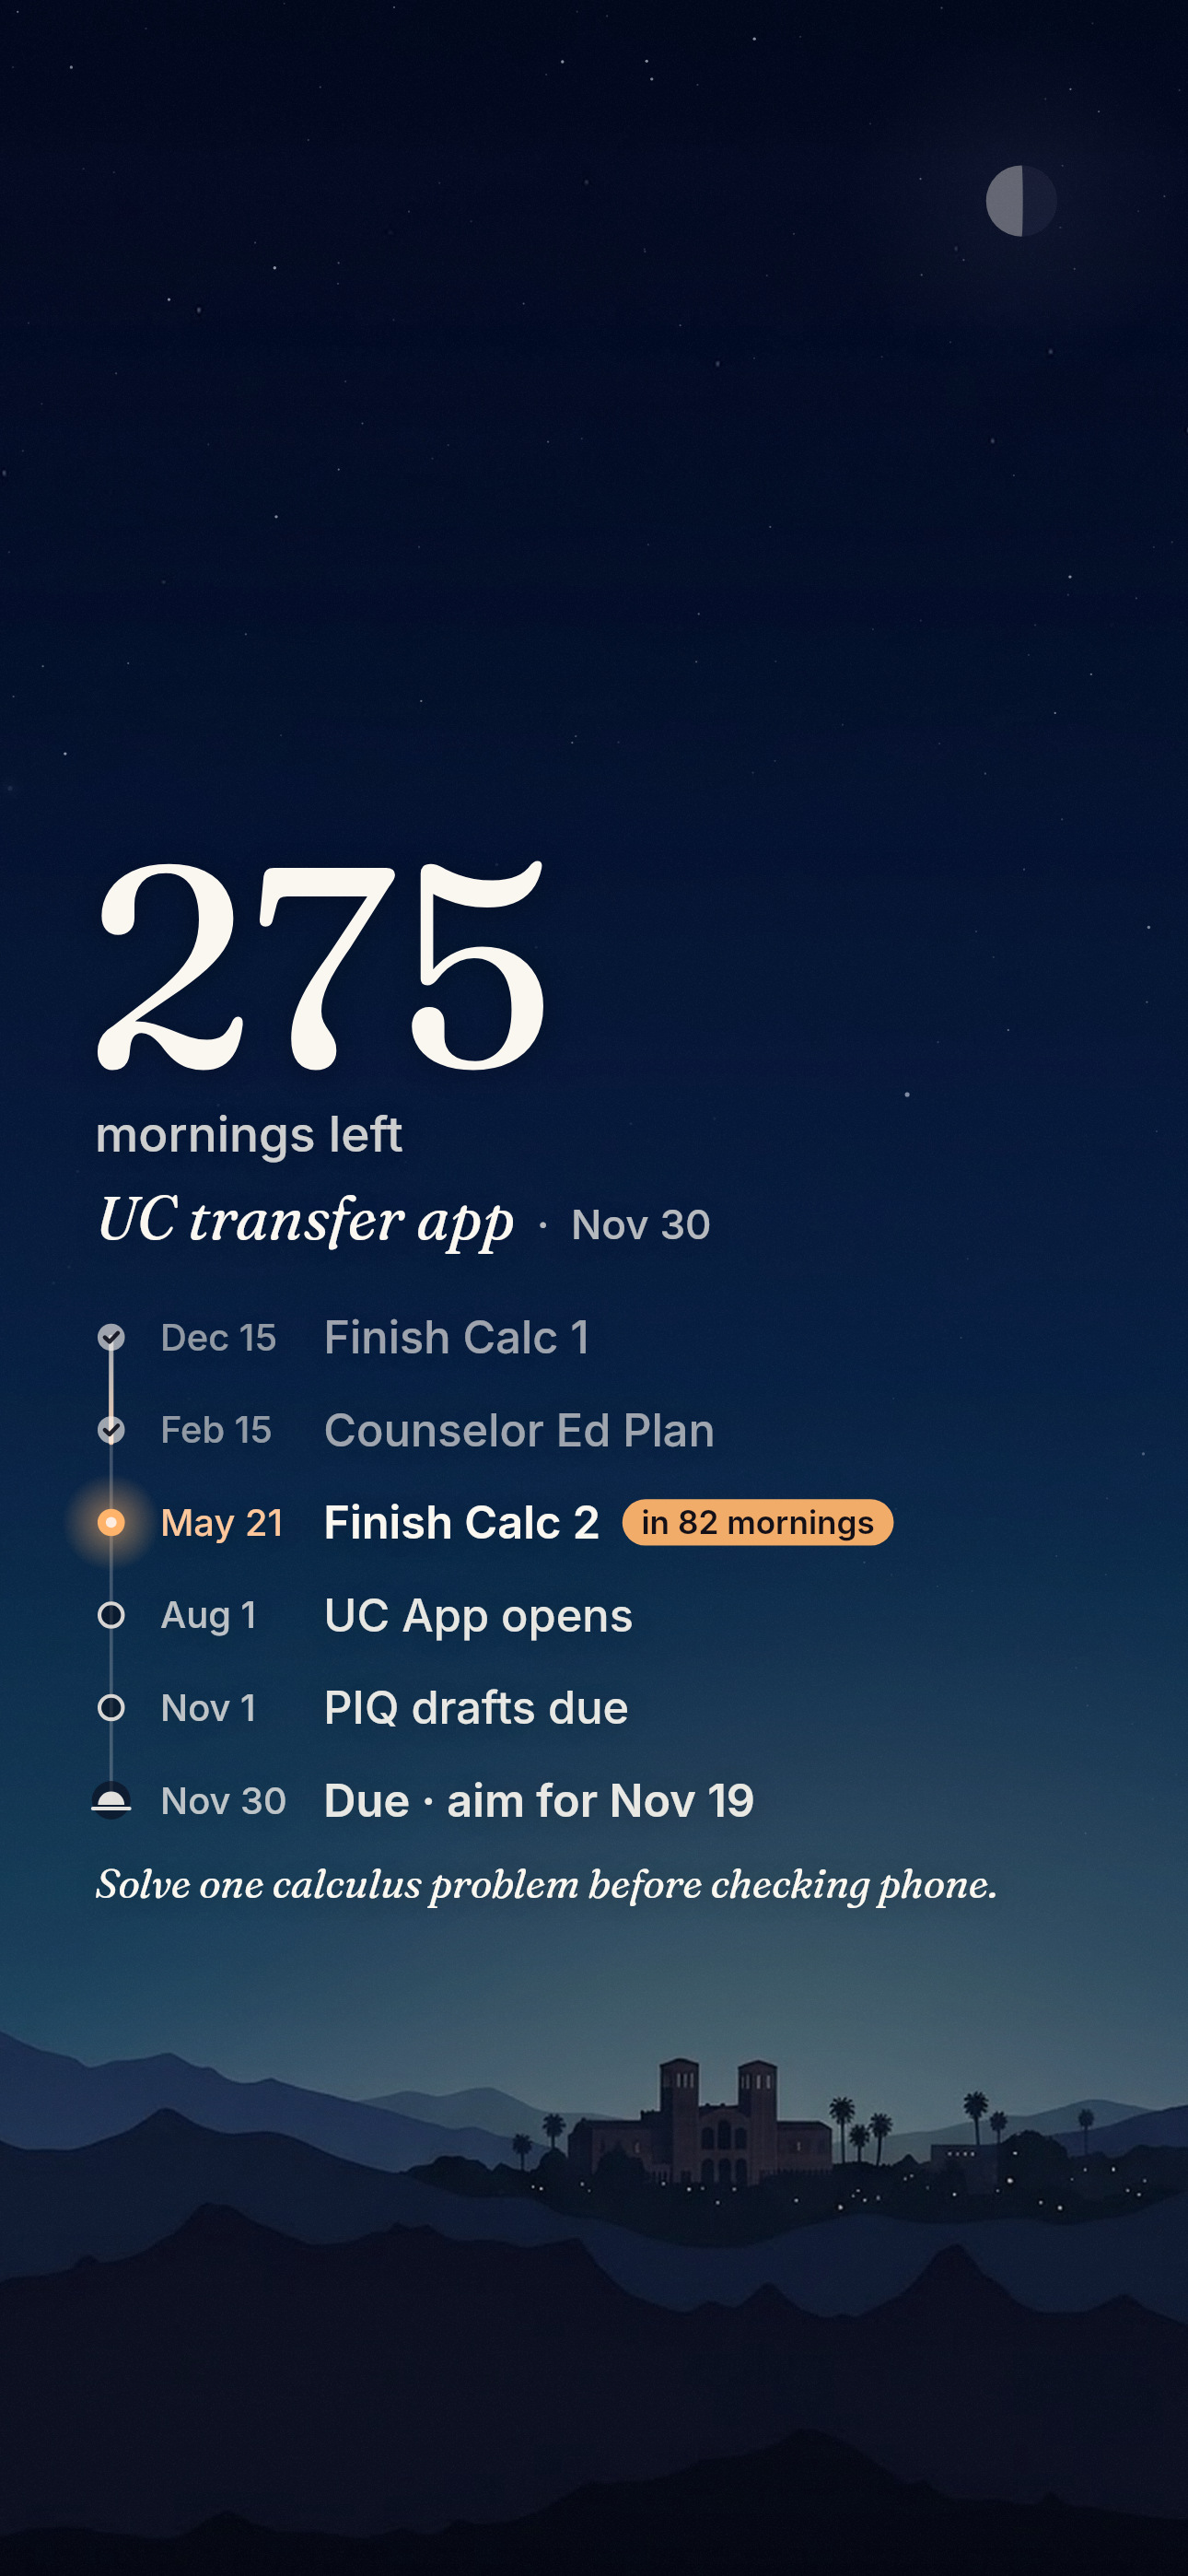 275
mornings left
UC transfer app · Nov 30
Dec 15 Finish Calc 1
Feb 15 Counselor Ed Plan
May 21 Finish Calc 2 in 82 mornings
Aug 1 UC App opens
Nov 1 PIQ drafts due
Nov 30 Due · aim for Nov 19
Solve one calculus problem before checking phone.